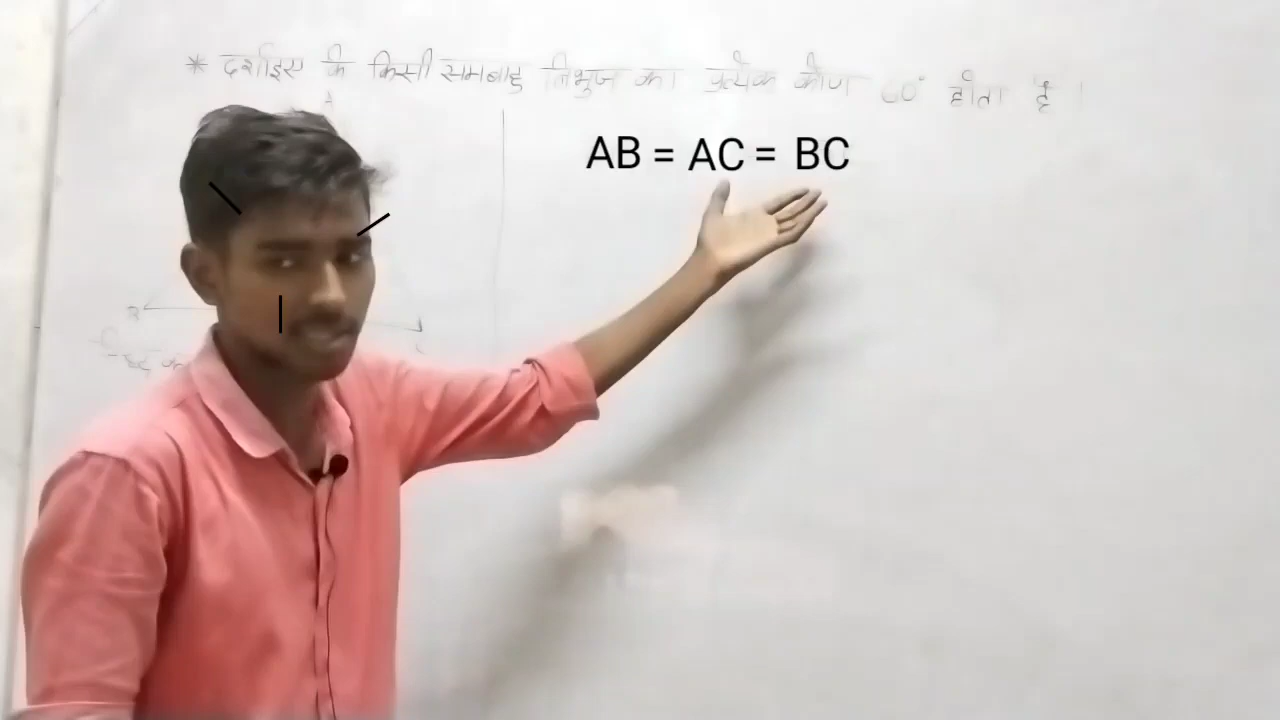 * दर्शाइए कि किसी समबाहु त्रिभुज का प्रत्येक कोण 60° होता है।
A
AB = AC = BC
B
C